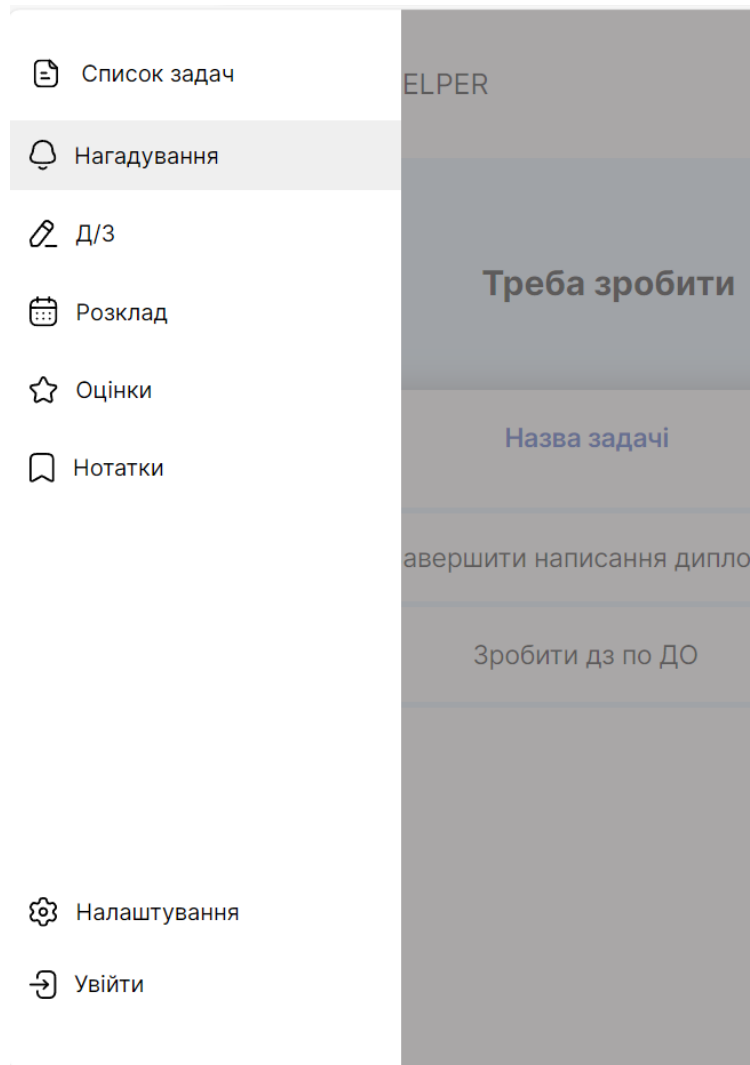 Список задач
Нагадування
Д/З
Розклад
Оцінки
Нотатки
Налаштування
Увійти
ELPER
Треба зробити
Назва задачі
авершити написання дипло
Зробити дз по ДО